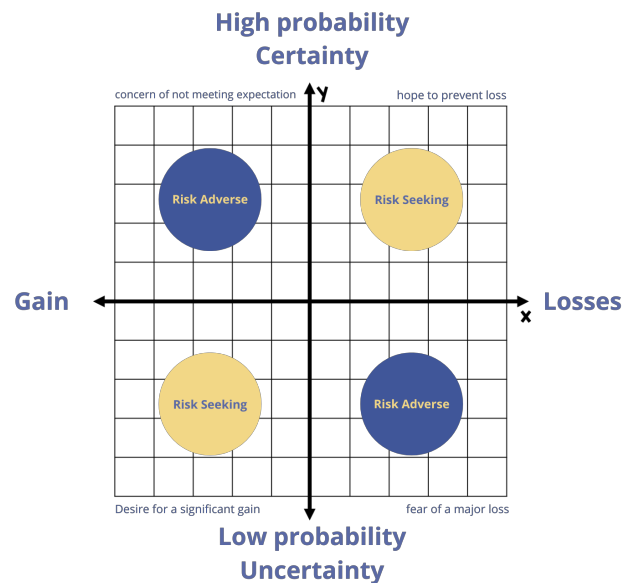 High probability
Certainty
y
concern of not meeting expectation
hope to prevent loss
Risk Adverse
Risk Seeking
Gain
Losses
x
Risk Seeking
Risk Adverse
Desire for a significant gain
fear of a major loss
Low probability
Uncertainty